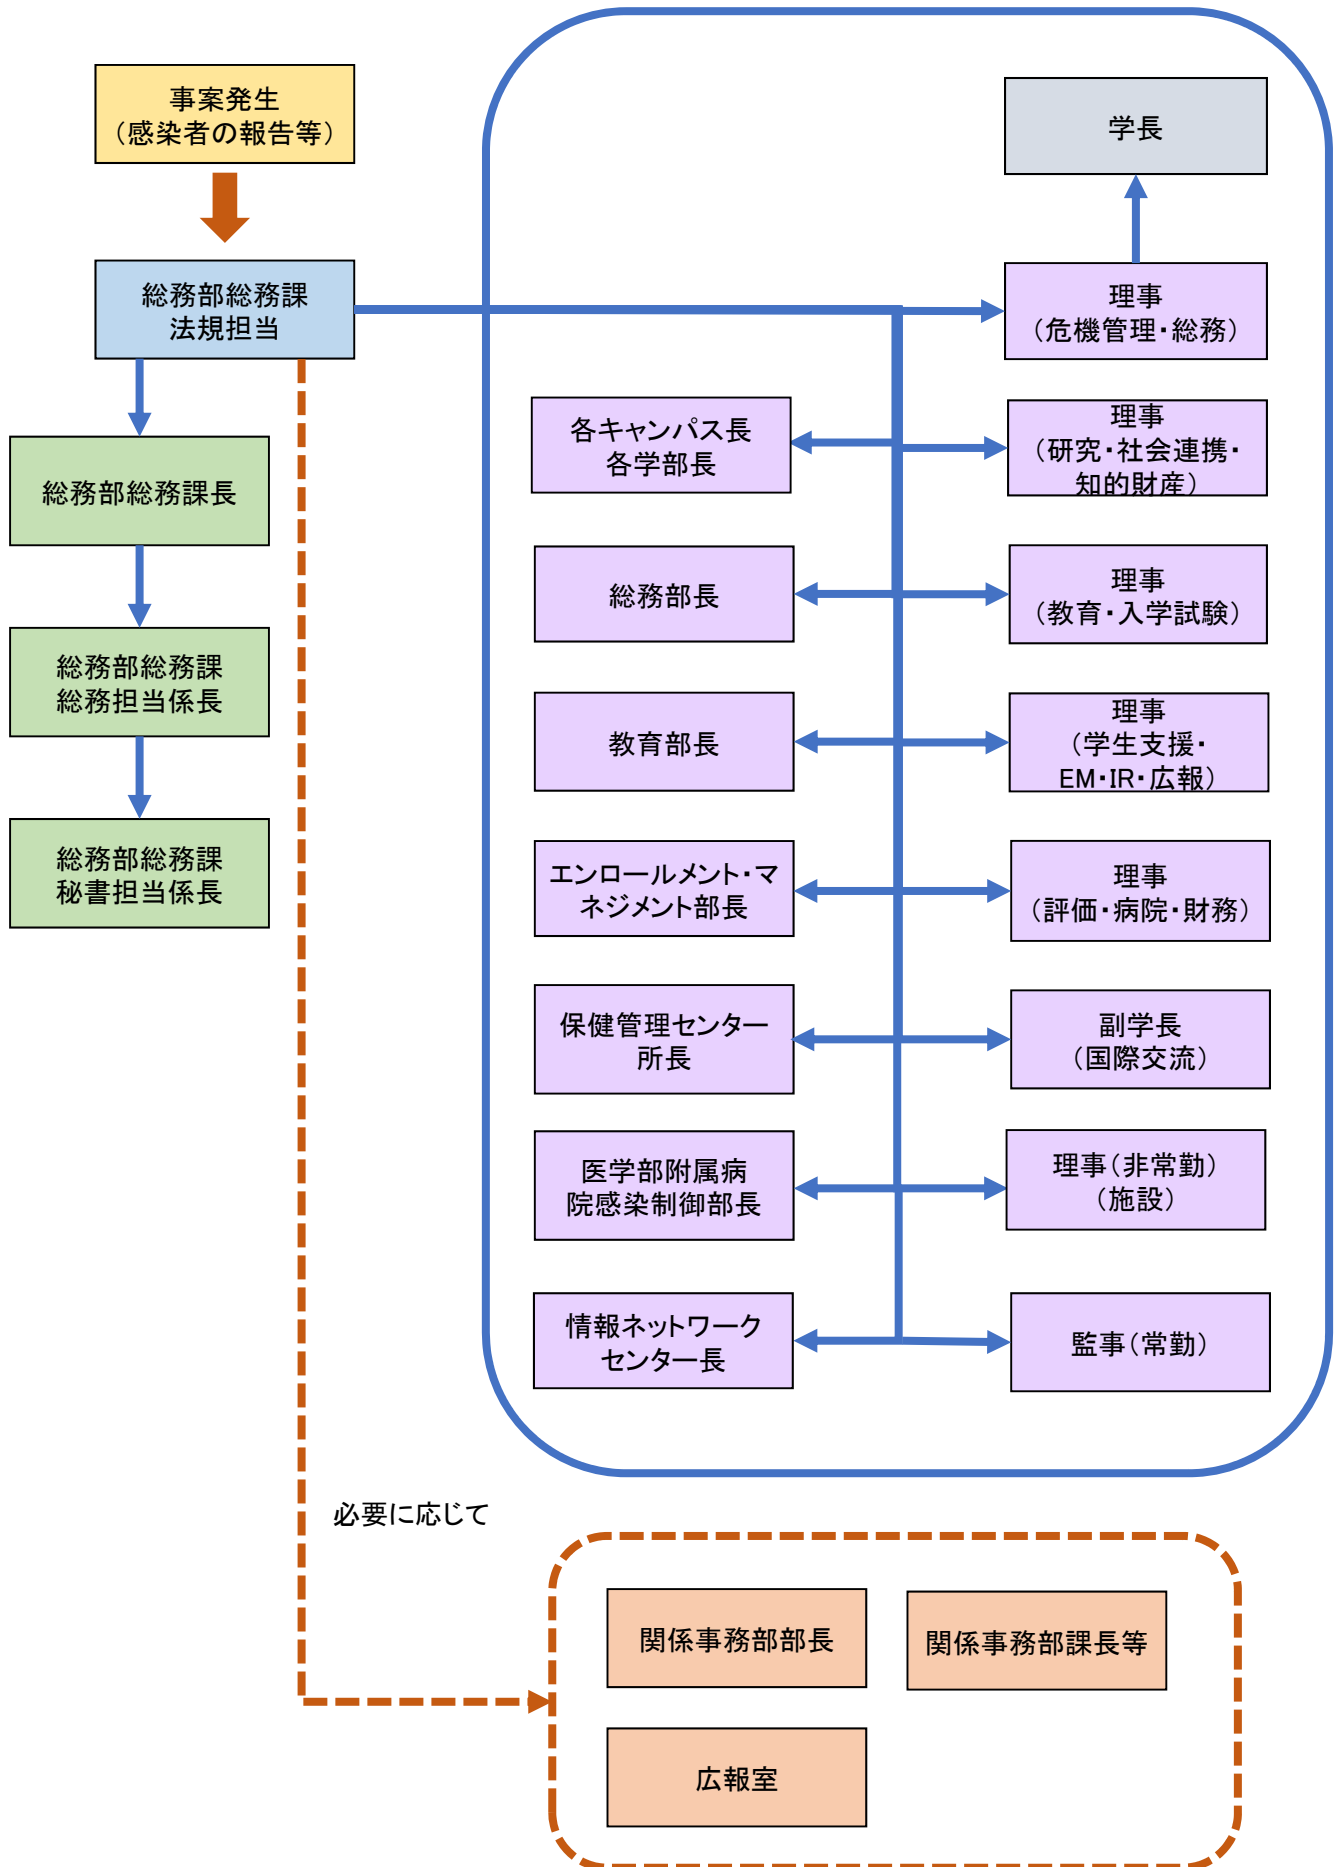 事案発生
（感染者の報告等）
学長
総務部総務課
法規担当
理事
（危機管理・総務）
各キャンパス長
各学部長
理事
（研究・社会連携・
知的財産）
総務部総務課長
総務部長
理事
（教育・入学試験）
総務部総務課
総務担当係長
教育部長
理事
（学生支援・
EM・IR・広報）
総務部総務課
秘書担当係長
エンロールメント・マ
ネジメント部長
理事
（評価・病院・財務）
保健管理センター
所長
副学長
（国際交流）
医学部附属病
院感染制御部長
理事（非常勤）
（施設）
情報ネットワーク
センター長
監事（常勤）
必要に応じて
関係事務部部長
関係事務部課長等
広報室